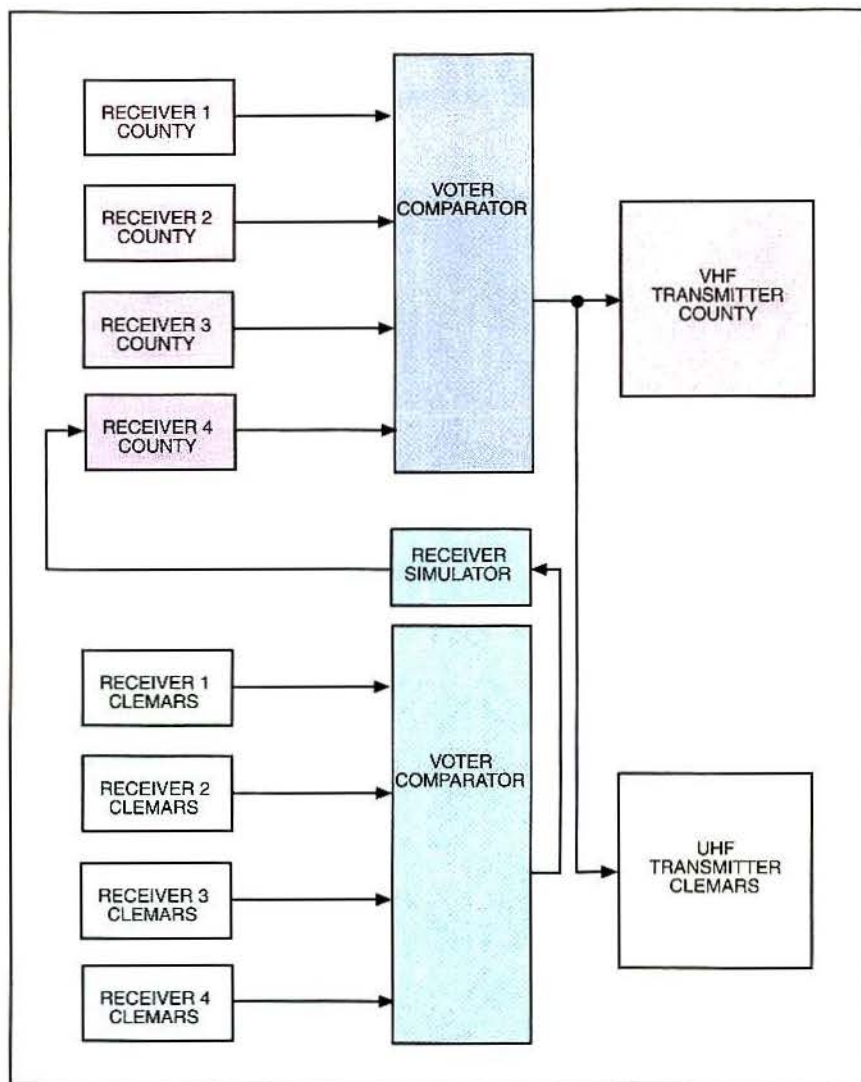 RECEIVER 1
COUNTY
RECEIVER 2
COUNTY
RECEIVER 3
COUNTY
RECEIVER 4
COUNTY
VOTER
COMPARATOR
VHF
TRANSMITTER
COUNTY
RECEIVER
SIMULATOR
RECEIVER 1
CLEMARS
RECEIVER 2
CLEMARS
RECEIVER 3
CLEMARS
RECEIVER 4
CLEMARS
VOTER
COMPARATOR
UHF
TRANSMITTER
CLEMARS